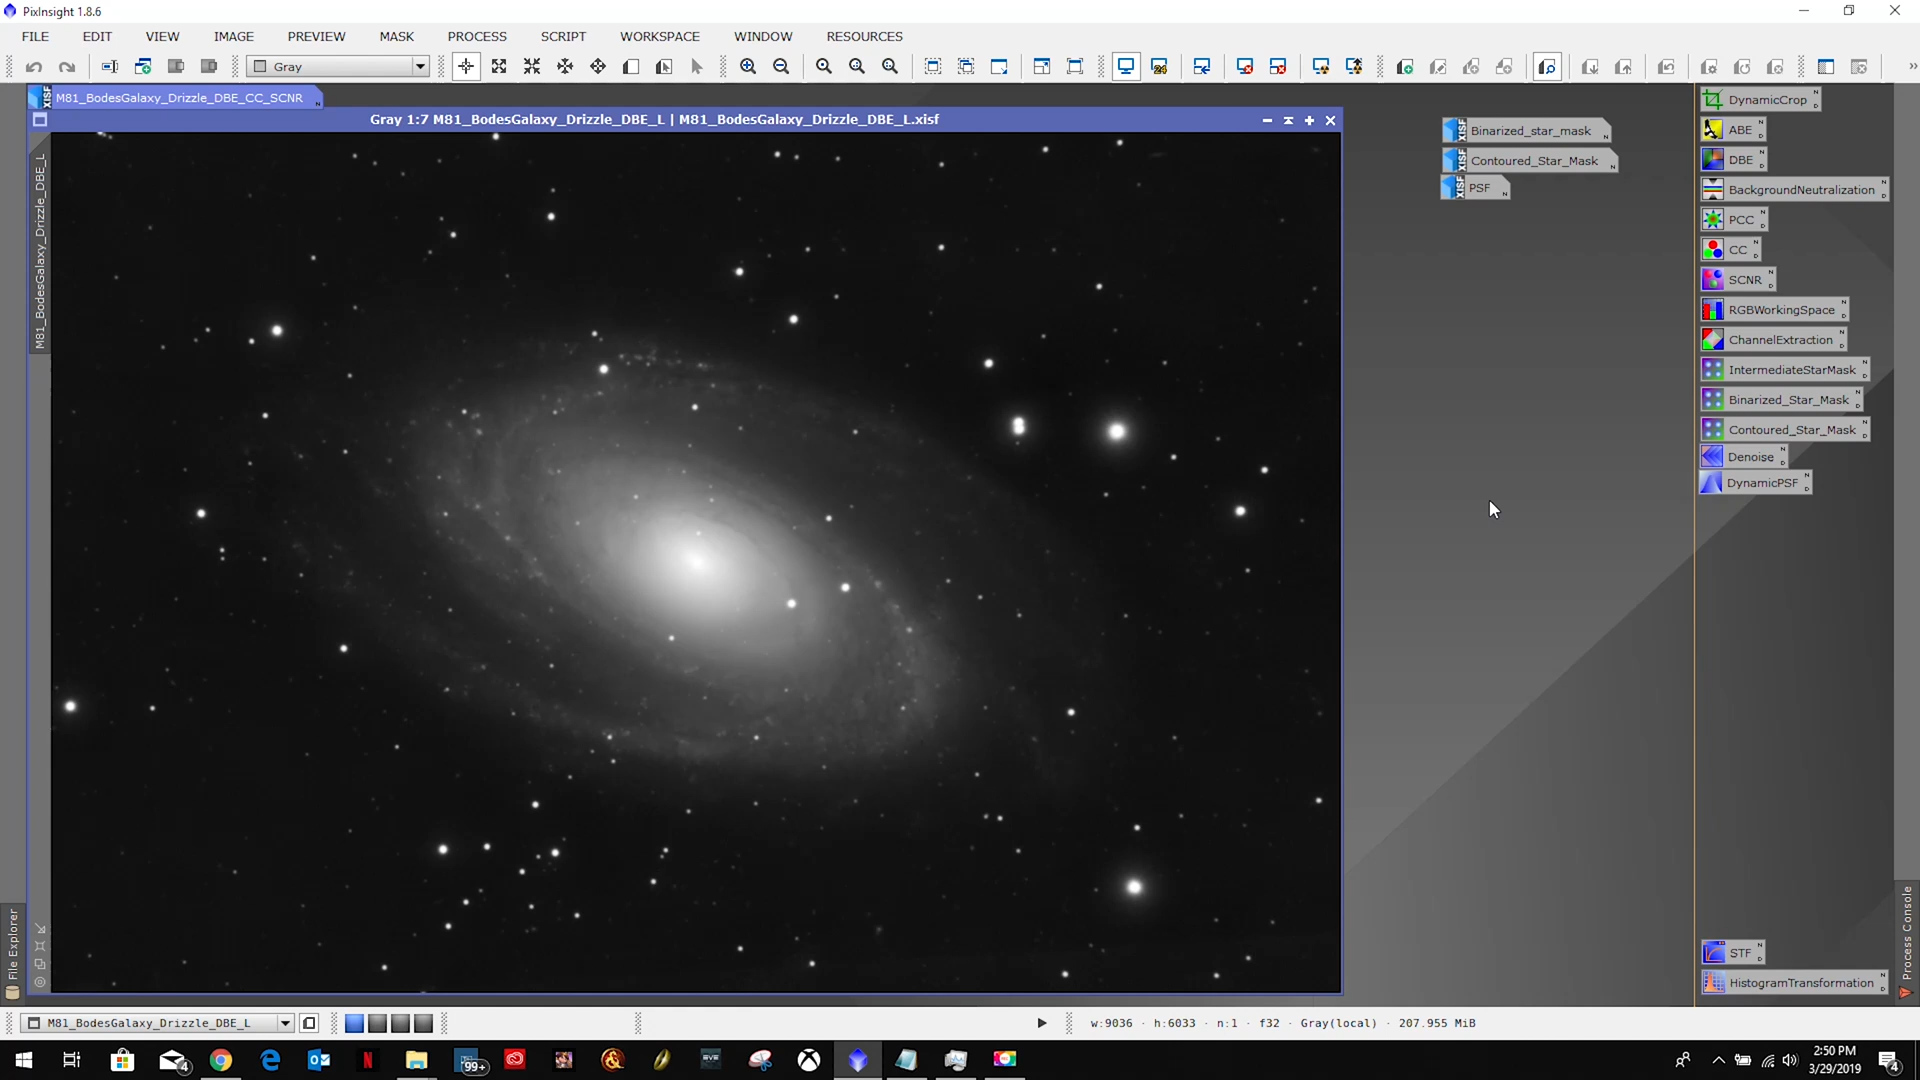 PixInsight 1.8.6
FILE EDIT VIEW IMAGE PREVIEW MASK PROCESS SCRIPT WORKSPACE WINDOW RESOURCES
Gray
24
M81_BodesGalaxy_Drizzle_DBE_CC_SCNR
Gray 1:7 M81_BodesGalaxy_Drizzle_DBE_L | M81_BodesGalaxy_Drizzle_DBE_L.xisf
M81_BodesGalaxy_Drizzle_DBE_L
Binarized_star_mask
Contoured_Star_Mask
PSF
DynamicCrop
ABE
DBE
BackgroundNeutralization
PCC
CC
SCNR
RGBWorkingSpace
ChannelExtraction
IntermediateStarMask
Binarized_Star_Mask
Contoured_Star_Mask
Denoise
DynamicPSF
STF
HistogramTransformation
File Explorer
Process Console
M81_BodesGalaxy_Drizzle_DBE_L
w:9036 · h:6033 · n:1 · f32 · Gray(local) · 207.955 MiB
4
99+
2:50 PM
3/29/2019
4